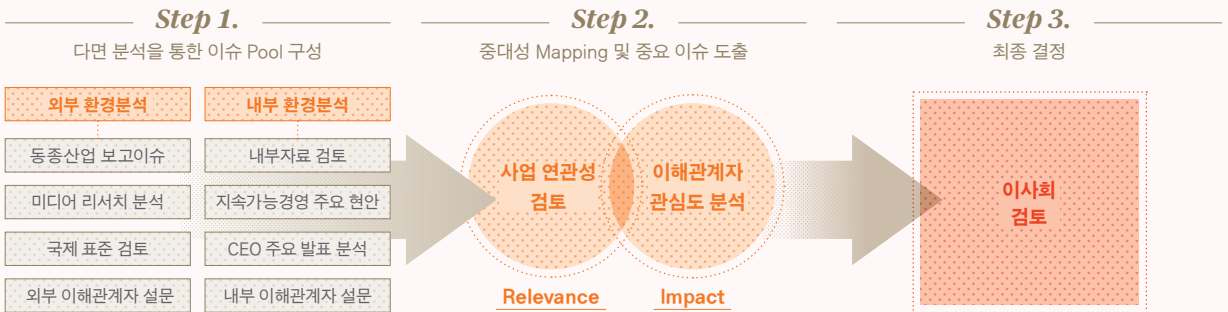 Step 1.
다면 분석을 통한 이슈 Pool 구성
외부 환경분석
동종산업 보고이슈
미디어 리서치 분석
국제 표준 검토
외부 이해관계자 설문
내부 환경분석
내부자료 검토
지속가능경영 주요 현안
CEO 주요 발표 분석
내부 이해관계자 설문
Step 2.
중대성 Mapping 및 중요 이슈 도출
사업 연관성
검토
Relevance
이해관계자
관심도 분석
Impact
Step 3.
최종 결정
이사회
검토